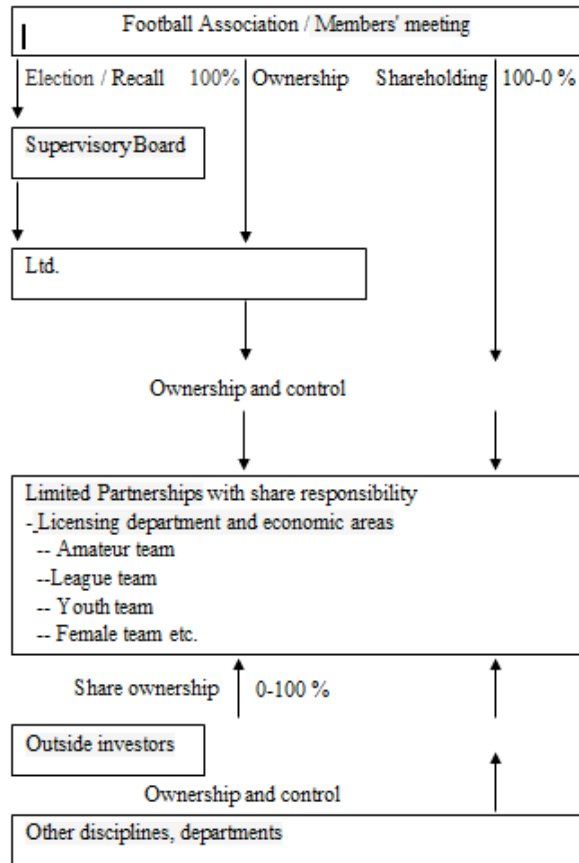 Football Association / Members' meeting
Election / Recall 100% Ownership Shareholding 100-0 %
Supervisory Board
Ltd.
Ownership and control
Limited Partnerships with share responsibility
- Licensing department and economic areas
-- Amateur team
--League team
-- Youth team
-- Female team etc.
Share ownership 0-100 %
Outside investors
Ownership and control
Other disciplines, departments